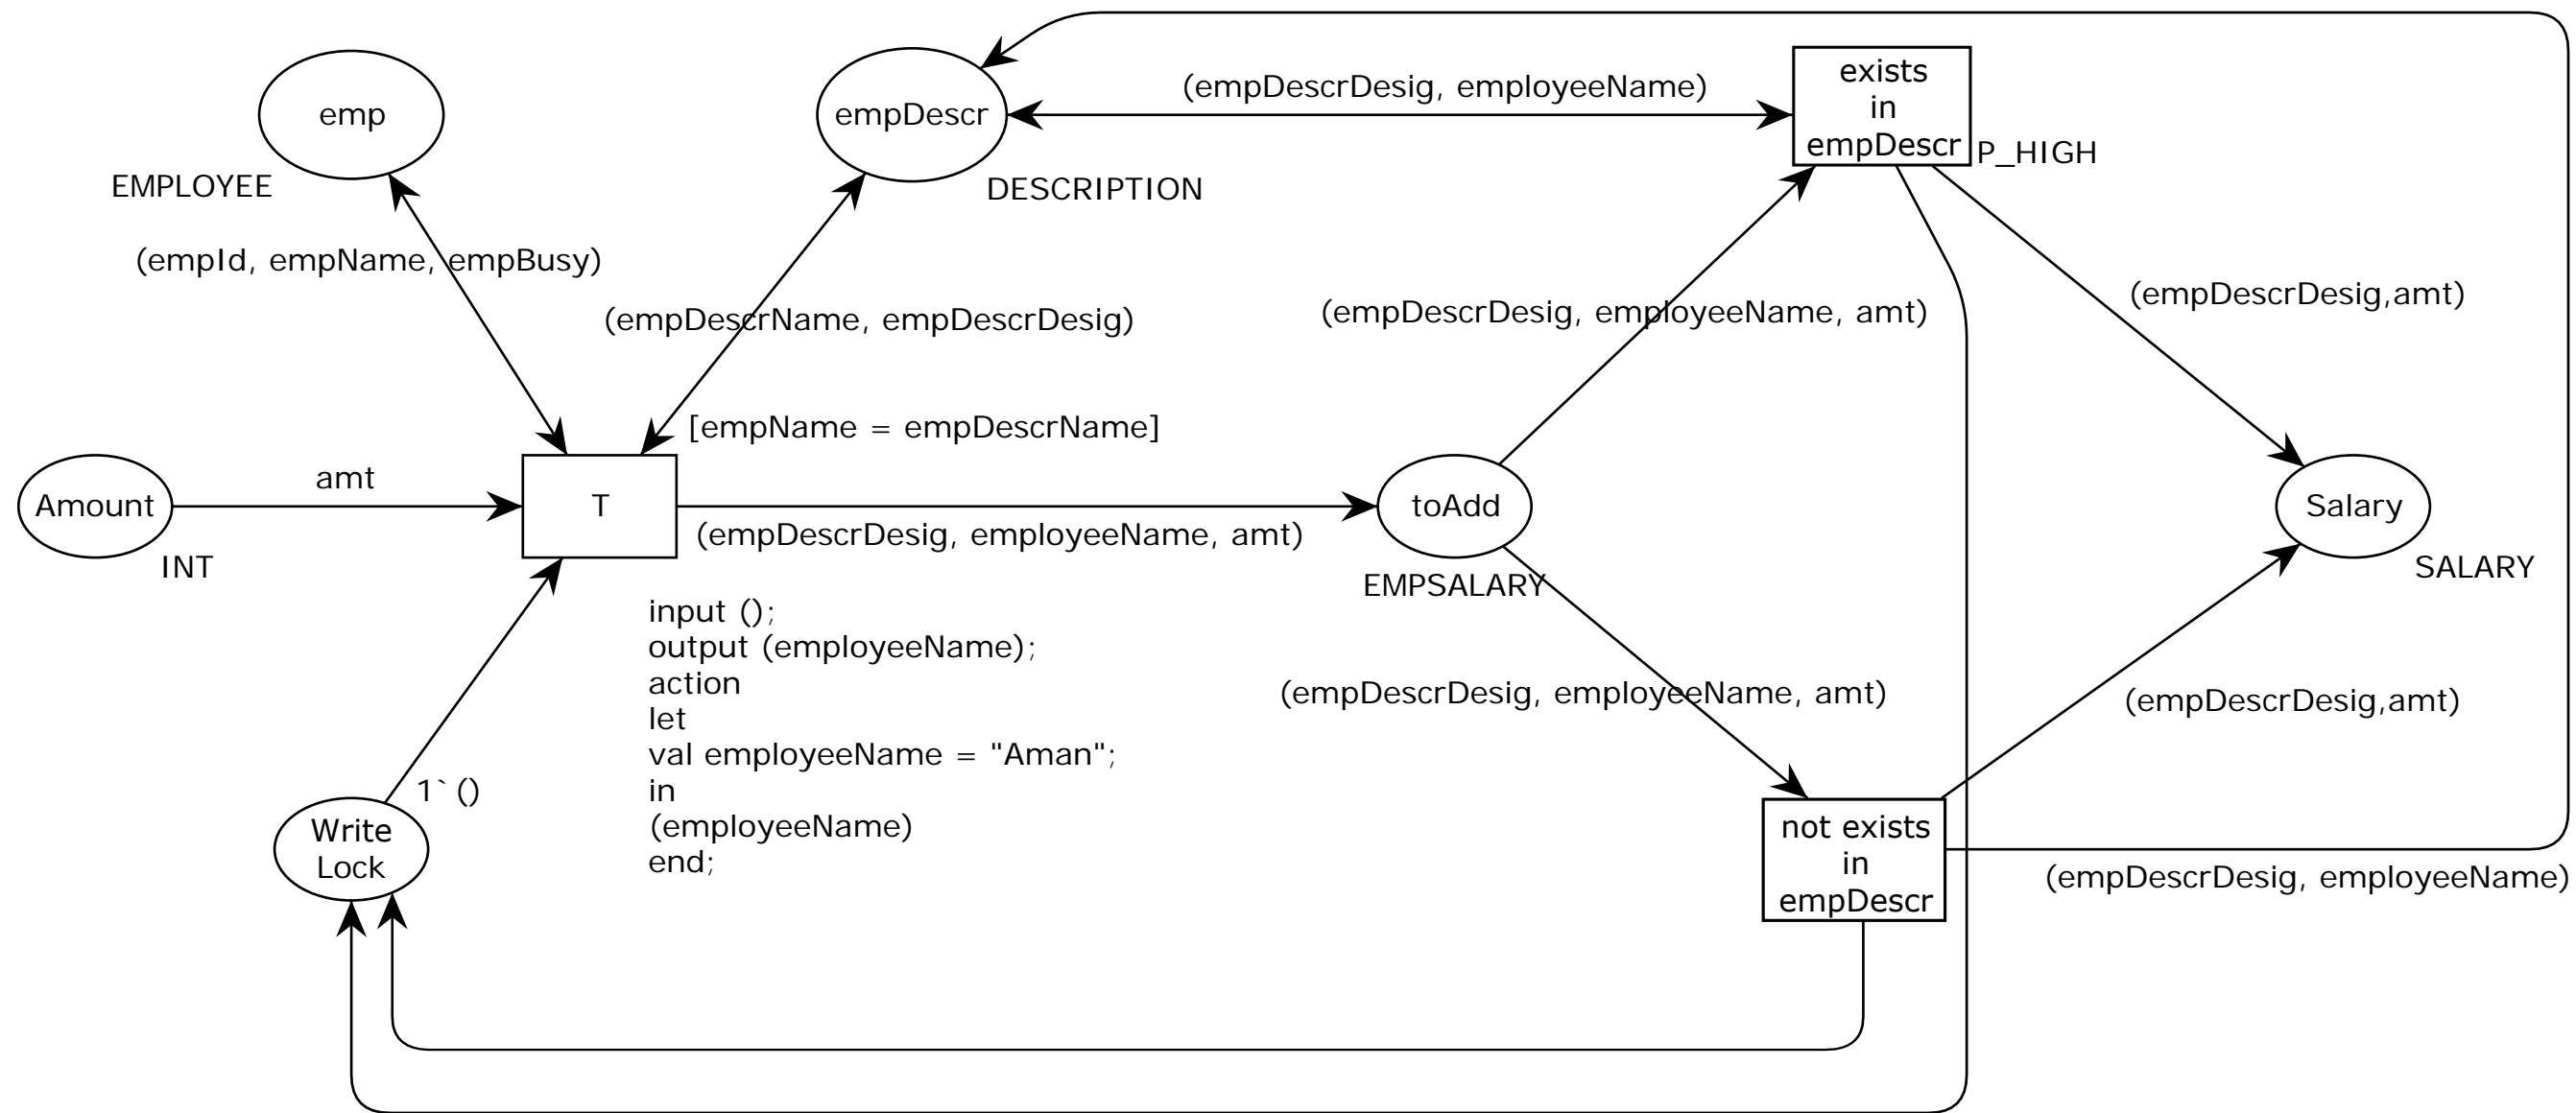 exists
in
empDescr
P_HIGH
(empDescrDesig, employeeName)
emp
empDescr
EMPLOYEE
DESCRIPTION
(empId, empName, empBusy)
(empDescrName, empDescrDesig)
(empDescrDesig, employeeName, amt)
(empDescrDesig,amt)
[empName = empDescrName]
amt
Amount
T
toAdd
Salary
(empDescrDesig, employeeName, amt)
INT
EMPSALARY
SALARY
input ();
output (employeeName);
action
let
val employeeName = "Aman";
in
(employeeName)
end;
(empDescrDesig, employeeName, amt)
(empDescrDesig,amt)
1`()
Write
Lock
not exists
in
empDescr
(empDescrDesig, employeeName)